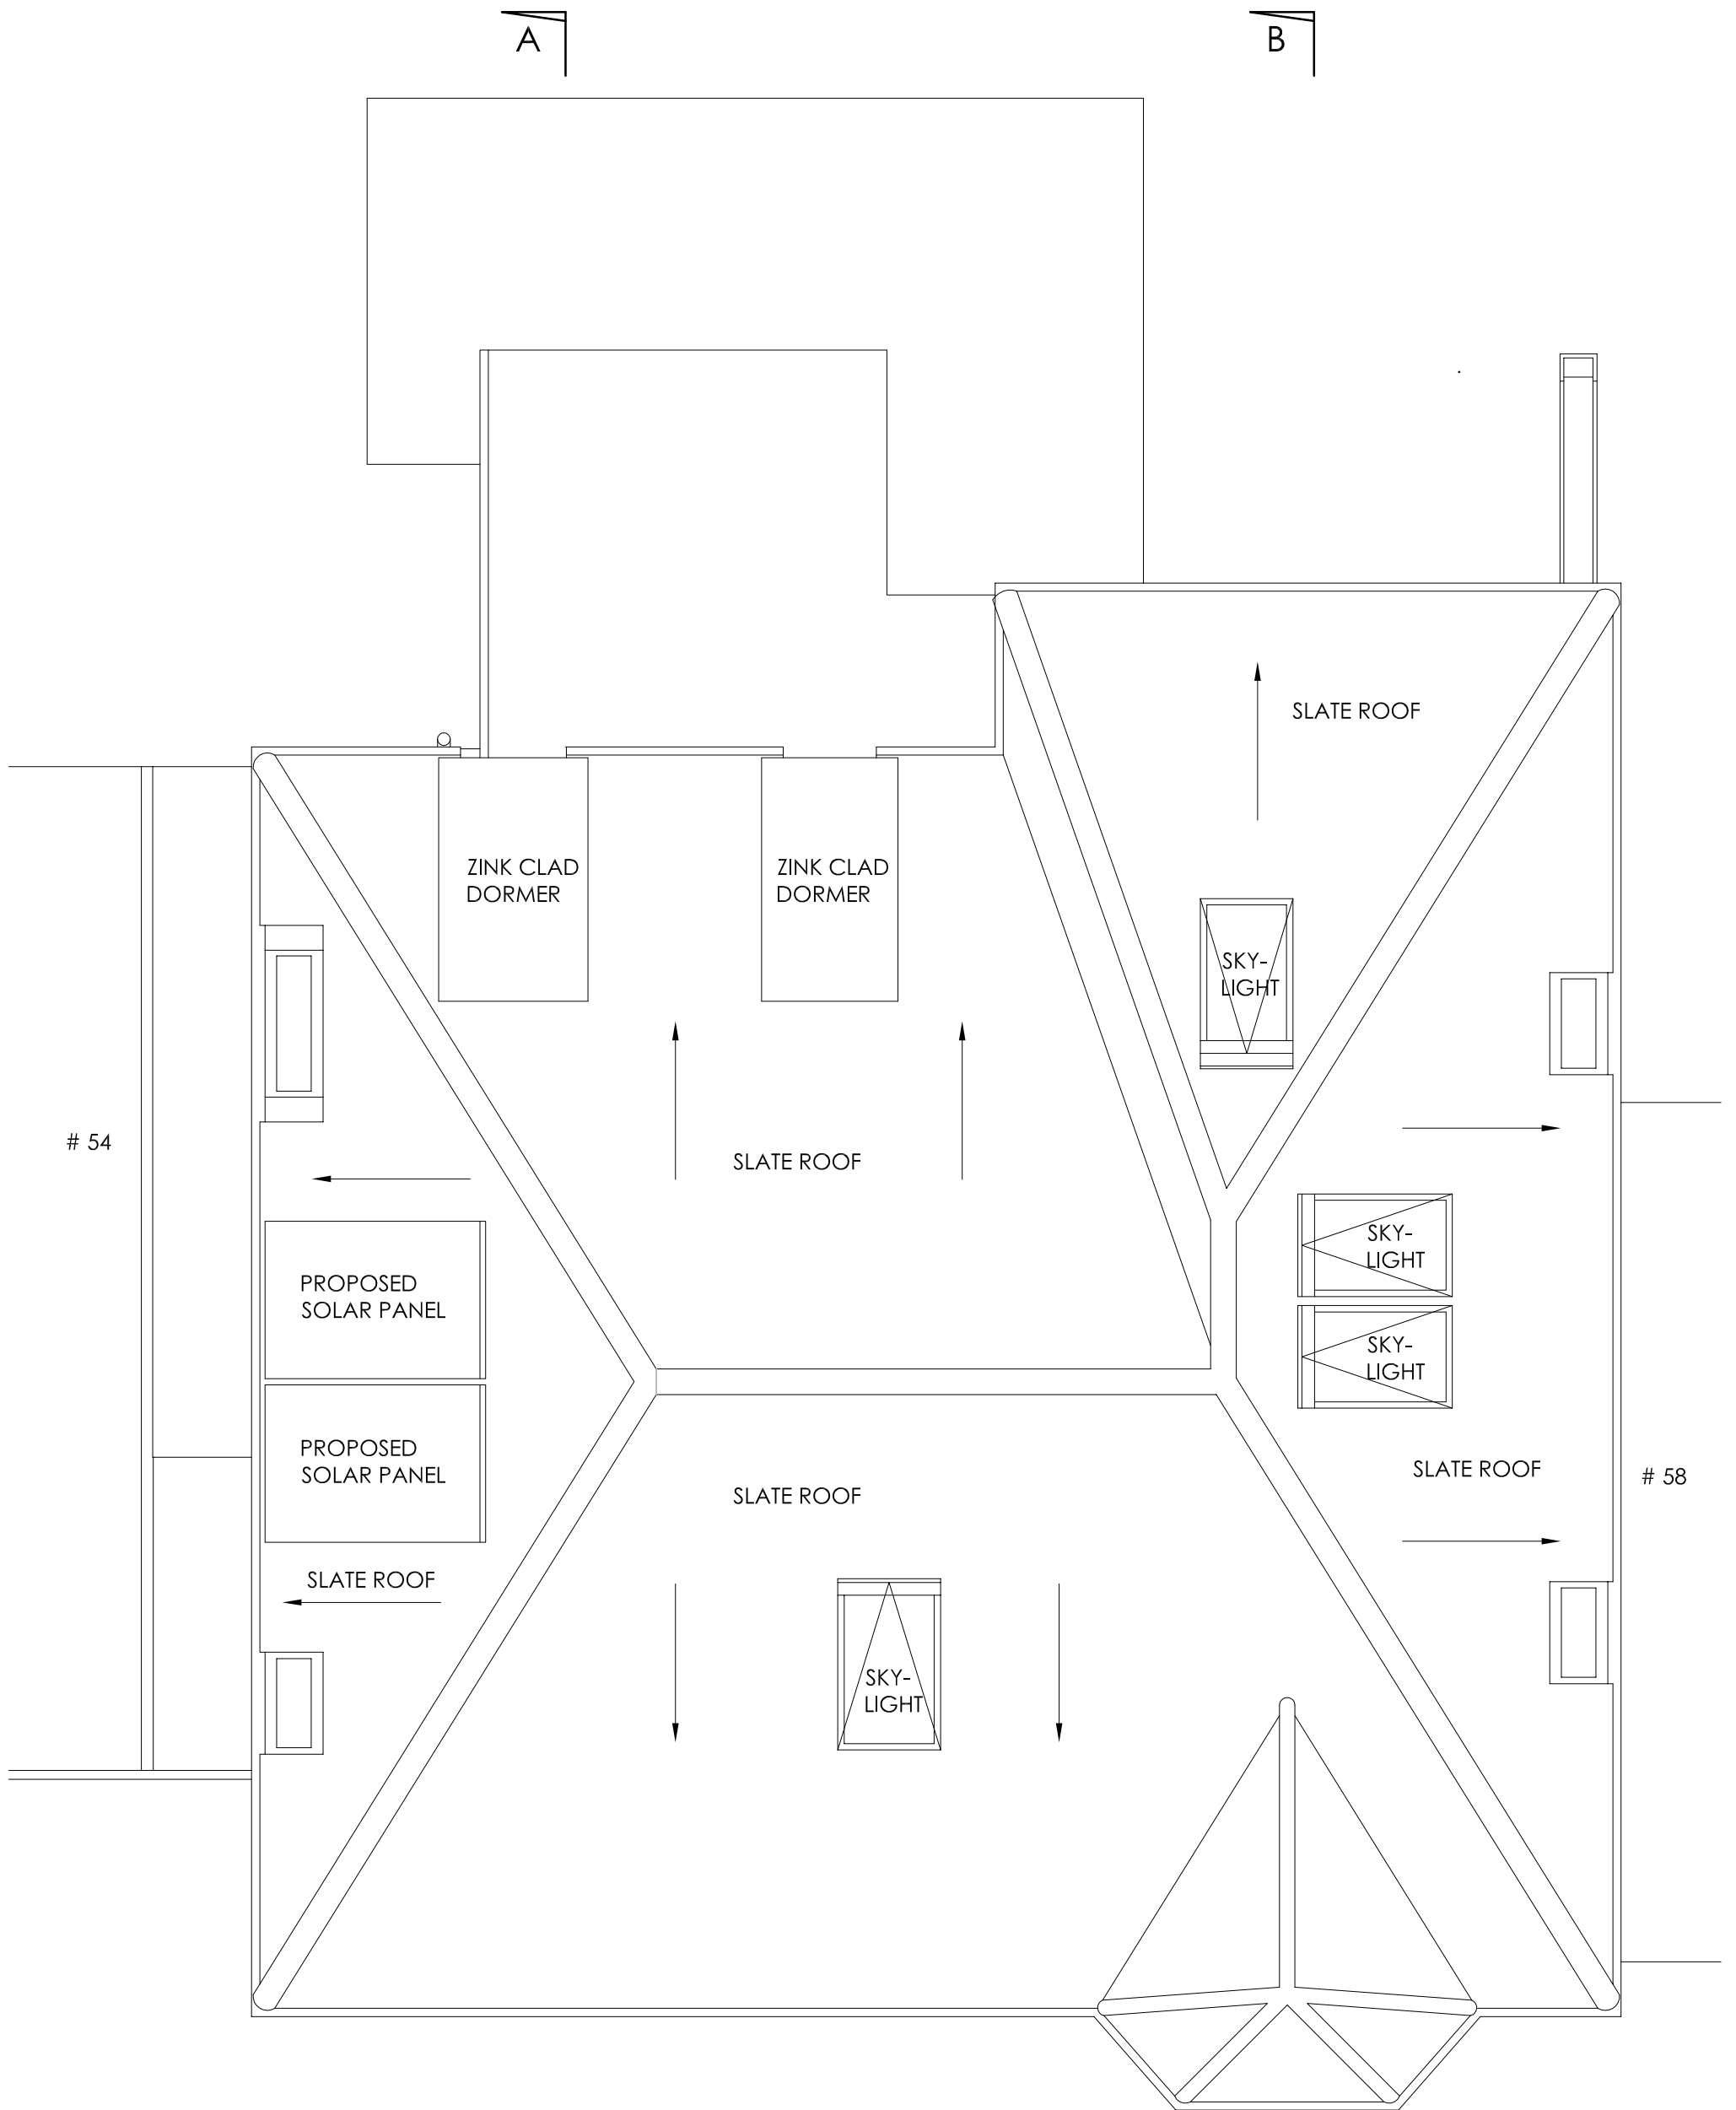 A
B
SLATE ROOF
ZINK CLAD
DORMER
ZINK CLAD
DORMER
SKY-
LIGHT
# 54
SLATE ROOF
SKY-
LIGHT
PROPOSED
SOLAR PANEL
SKY-
LIGHT
PROPOSED
SOLAR PANEL
SLATE ROOF
# 58
SLATE ROOF
SLATE ROOF
SKY-
LIGHT